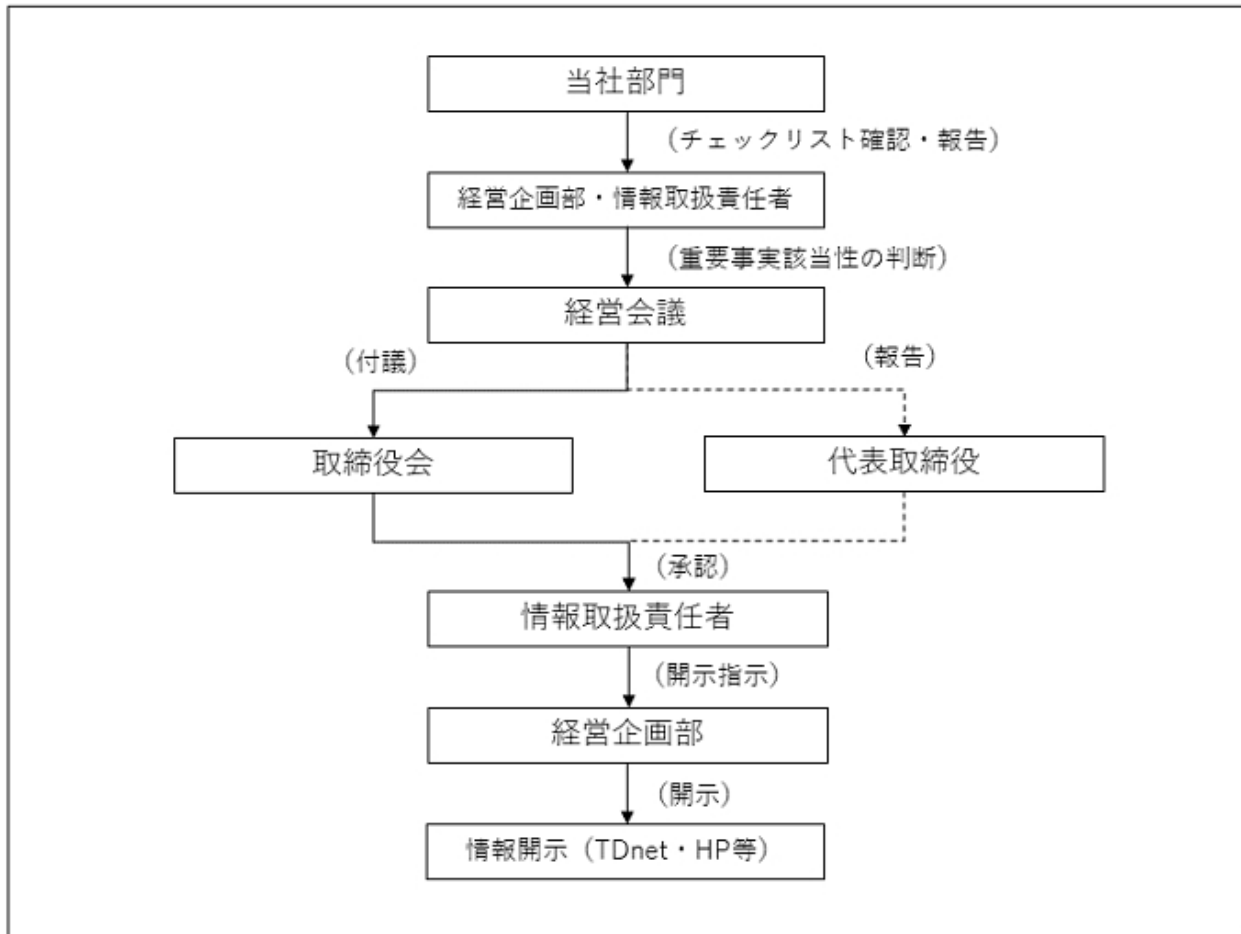 当社部門
（チェックリスト確認・報告）
経営企画部・情報取扱責任者
（重要事実該当性の判断）
経営会議
（付議）
（報告）
取締役会
代表取締役
（承認）
情報取扱責任者
（開示指示）
経営企画部
（開示）
情報開示（TDnet・HP等）